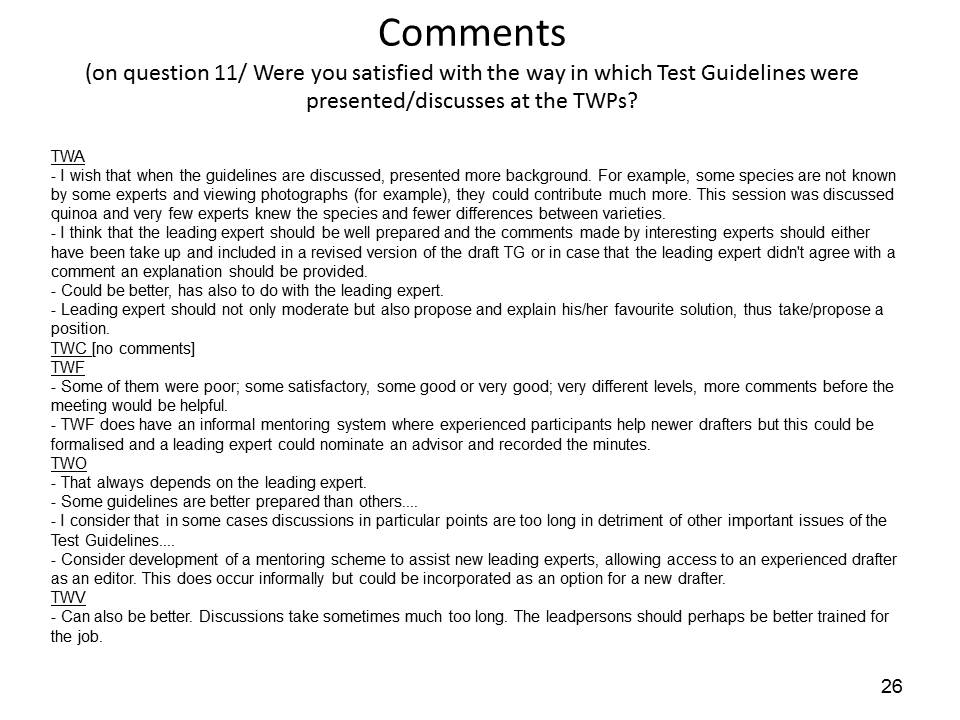 Comments
(on question 11/ Were you satisfied with the way in which Test Guidelines were
presented/discusses at the TWPs?
TWA
- I wish that when the guidelines are discussed, presented more background. For example, some species are not known
by some experts and viewing photographs (for example), they could contribute much more. This session was discussed
quinoa and very few experts knew the species and fewer differences between varieties.
- I think that the leading expert should be well prepared and the comments made by interesting experts should either
have been take up and included in a revised version of the draft TG or in case that the leading expert didn't agree with a
comment an explanation should be provided.
- Could be better, has also to do with the leading expert.
- Leading expert should not only moderate but also propose and explain his/her favourite solution, thus take/propose a
position.
TWC [no comments]
TWF
- Some of them were poor; some satisfactory, some good or very good; very different levels, more comments before the
meeting would be helpful.
- TWF does have an informal mentoring system where experienced participants help newer drafters but this could be
formalised and a leading expert could nominate an advisor and recorded the minutes.
TWO
- That always depends on the leading expert.
- Some guidelines are better prepared than others....
- I consider that in some cases discussions in particular points are too long in detriment of other important issues of the
Test Guidelines....
- Consider development of a mentoring scheme to assist new leading experts, allowing access to an experienced drafter
as an editor. This does occur informally but could be incorporated as an option for a new drafter.
TWV
- Can also be better. Discussions take sometimes much too long. The leadpersons should perhaps be better trained for
the job.
26